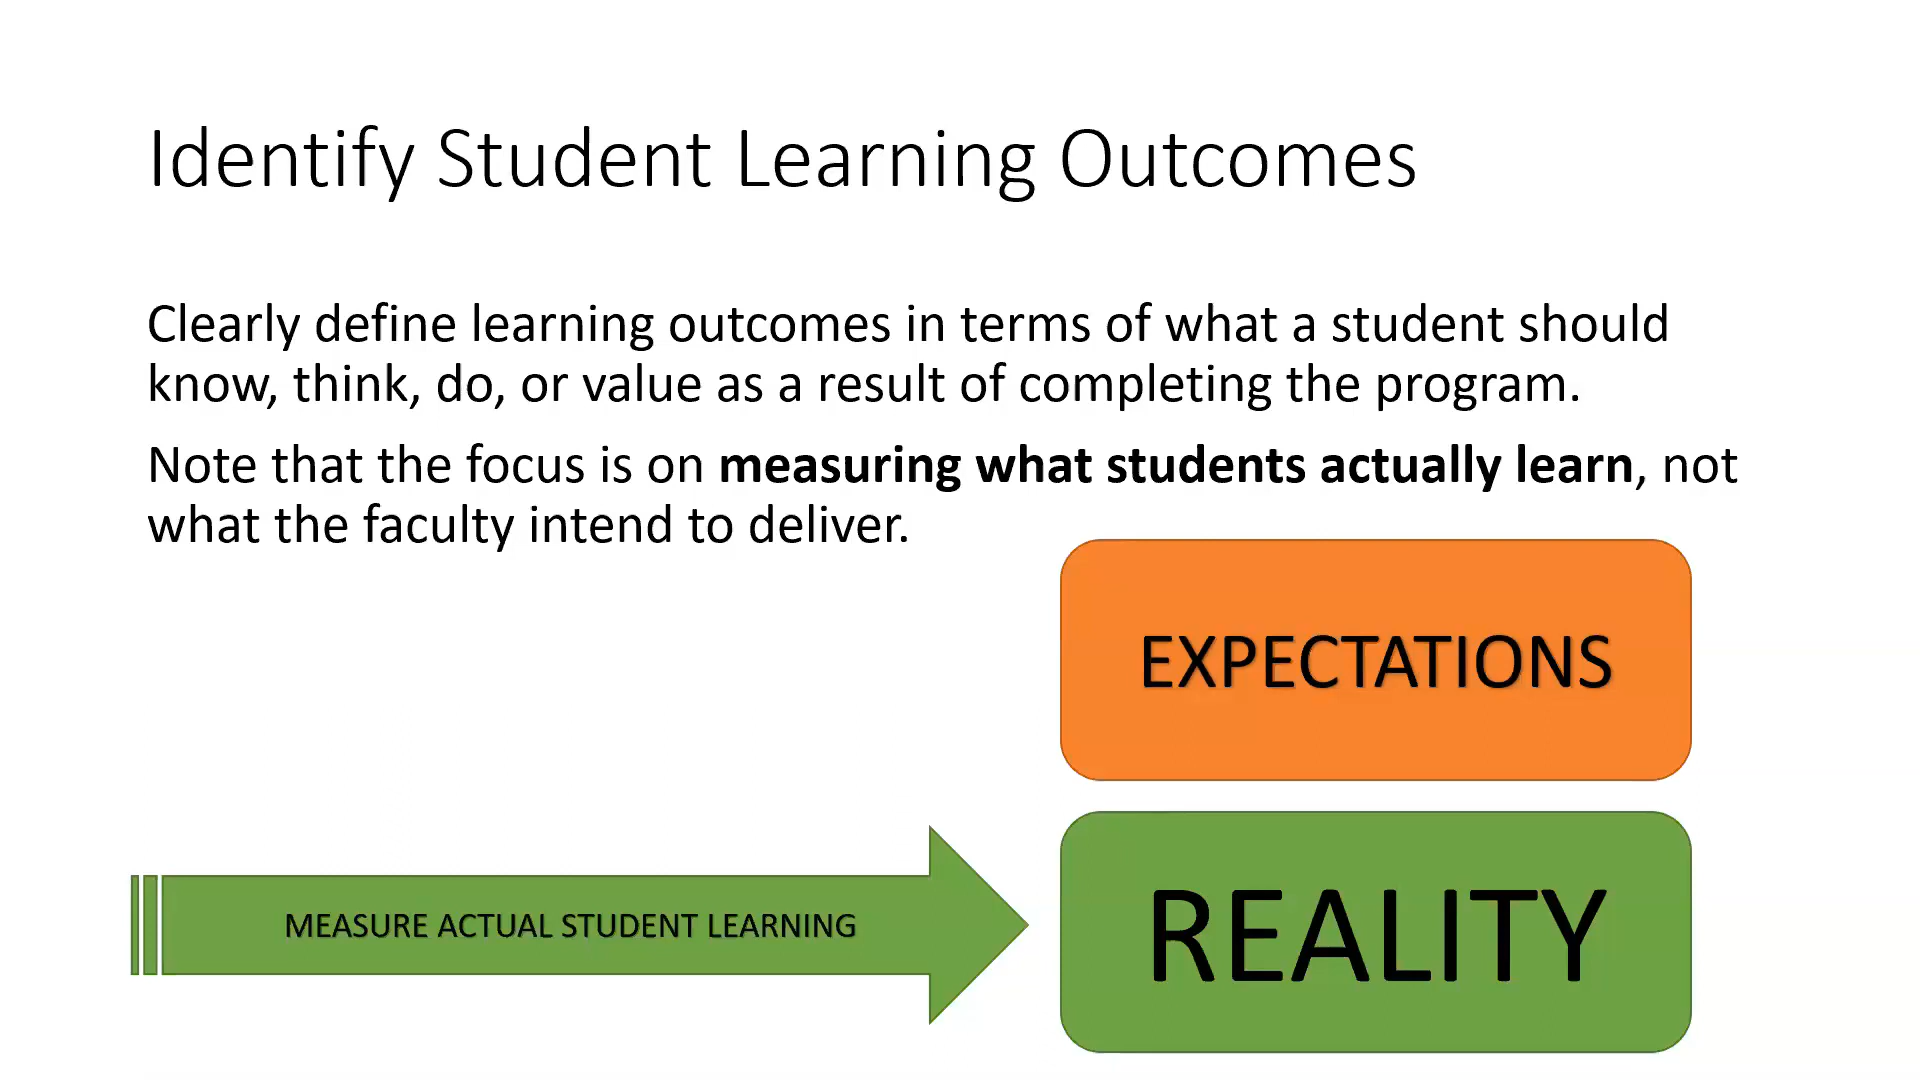 Identify Student Learning Outcomes
Clearly define learning outcomes in terms of what a student should
know, think, do, or value as a result of completing the program.
Note that the focus is on measuring what students actually learn, not
what the faculty intend to deliver.
EXPECTATIONS
MEASURE ACTUAL STUDENT LEARNING
REALITY